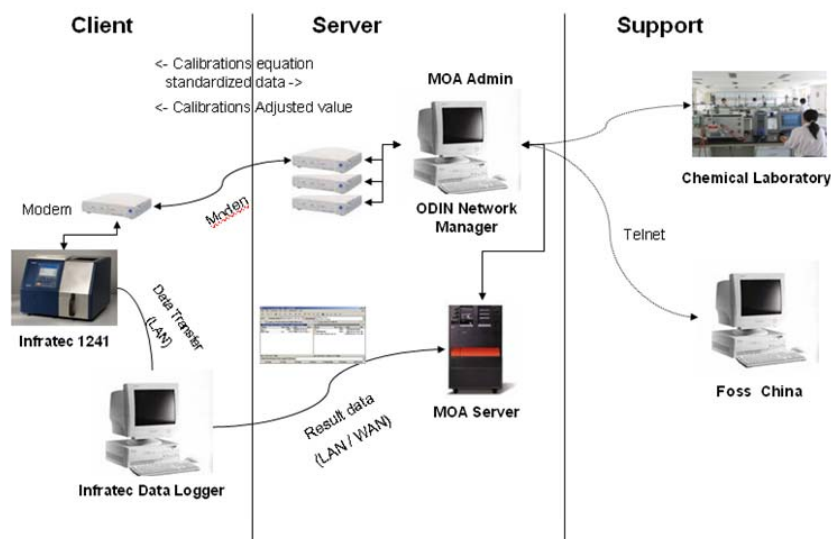 Client
Server
Support
<- Calibrations equation
standardized data ->
<- Calibrations Adjusted value
MOA Admin
Chemical Laboratory
Modem
Moden
ODIN Network
Manager
Telnet
Infratec 1241
Data Transfer
(LAN)
MOA Server
Foss China
Result data
(LAN / WAN)
Infratec Data Logger